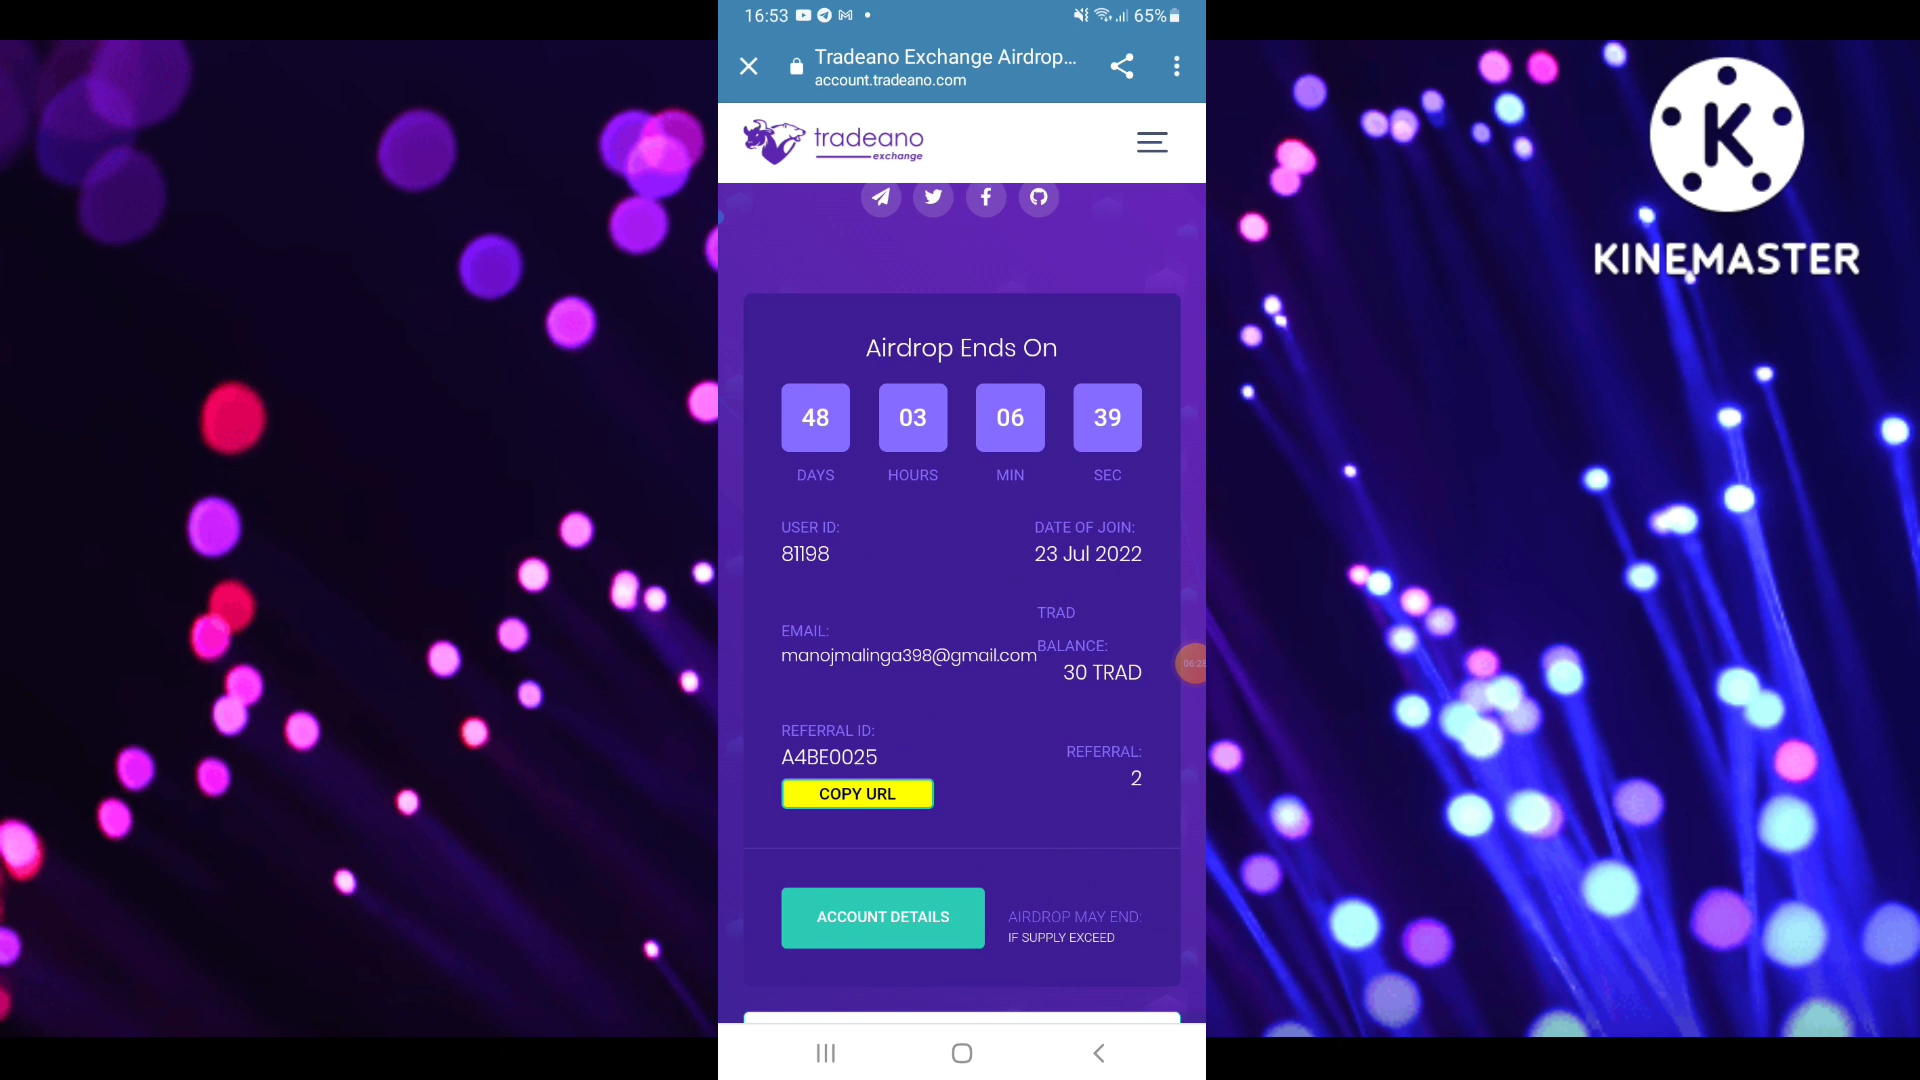 16:53
65%
Tradeano Exchange Airdrop...
account.tradeano.com
tradeano
exchange
K
KINEMASTER
Airdrop Ends On
48 03 06 39
DAYS HOURS MIN SEC
USER ID: DATE OF JOIN:
81198 23 Jul 2022
TRAD
EMAIL: BALANCE:
manojmalinga398@gmail.com
30 TRAD
06:28
REFERRAL ID:
A4BE0025
REFERRAL:
2
COPY URL
ACCOUNT DETAILS
AIRDROP MAY END:
IF SUPPLY EXCEED